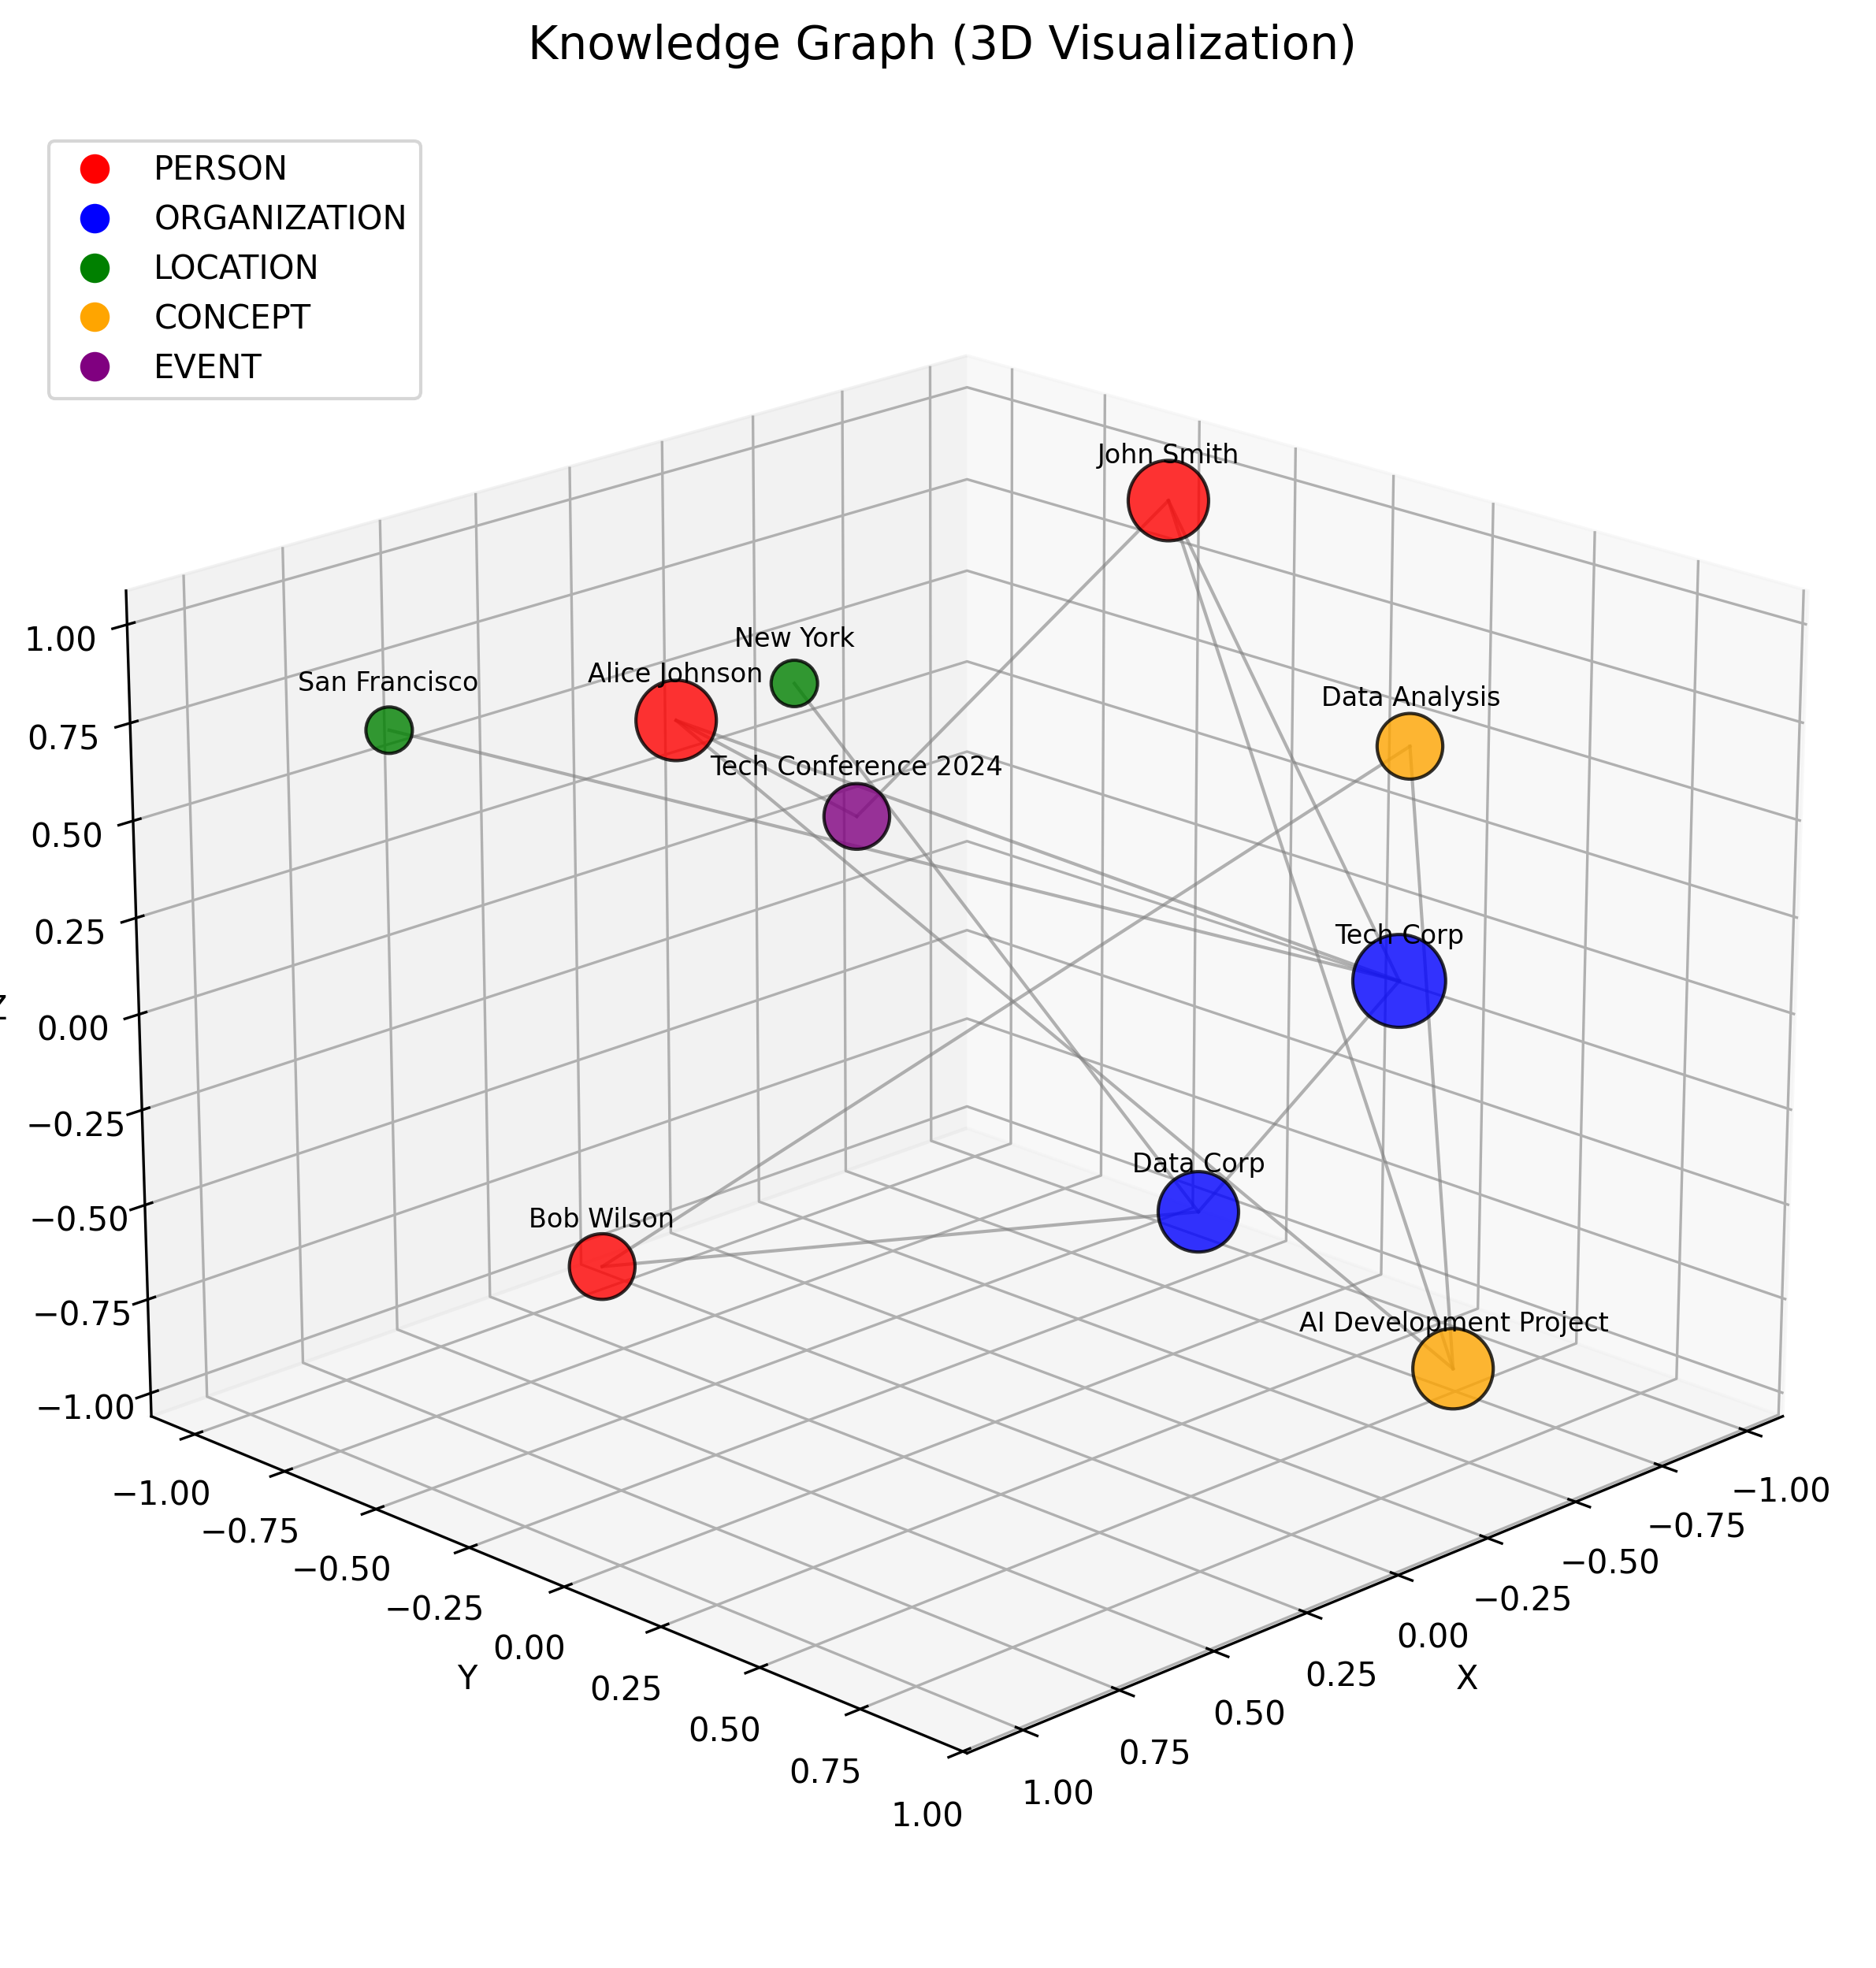 Knowledge Graph (3D Visualization)
PERSON
ORGANIZATION
LOCATION
CONCEPT
EVENT
John Smith
New York
Alice Johnson
San Francisco
Data Analysis
Tech Conference 2024
Tech Corp
Data Corp
Bob Wilson
AI Development Project
1.00
0.75
0.50
0.25
Z
0.00
−0.25
−0.50
−0.75
−1.00
−1.00
−0.75
−0.50
−0.25
0.00
0.25
0.50
0.75
1.00
Y
−1.00
−0.75
−0.50
−0.25
0.00
0.25
0.50
0.75
1.00
X